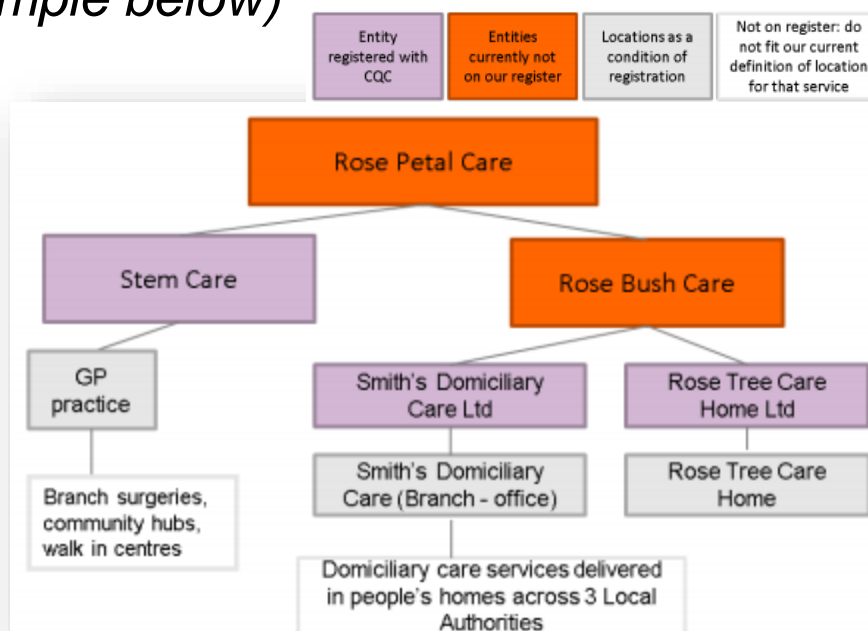 mple below)
Entity
registered with
CQC
Entities
currently not
on our register
Locations as a
condition of
registration
Not on register: do
not fit our current
definition of location
for that service
Rose Petal Care
Stem Care
Rose Bush Care
GP
practice
Smith's Domiciliary
Care Ltd
Rose Tree Care
Home Ltd
Smith's Domiciliary
Care (Branch - office)
Rose Tree Care
Home
Branch surgeries,
community hubs,
walk in centres
Domiciliary care services delivered
in people's homes across 3 Local
Authorities